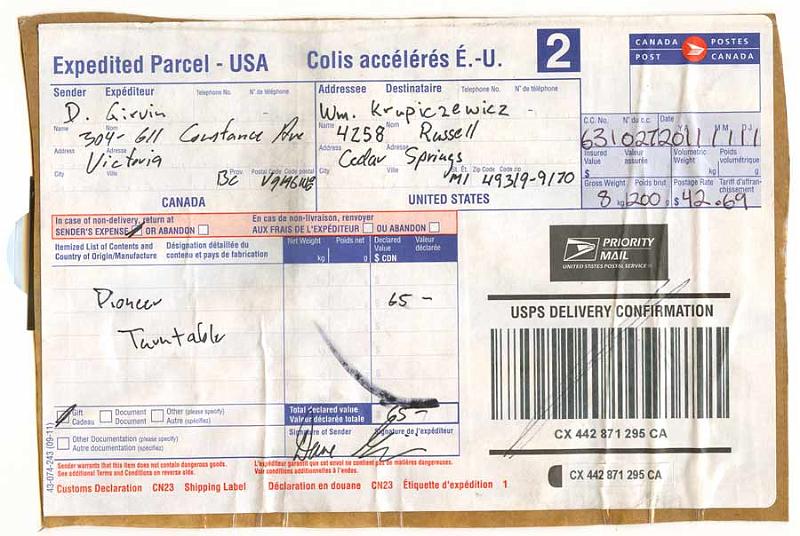 Expedited Parcel - USA Colis accélérés É.-U. 2
CANADA POSTES
POST CANADA
Sender Expéditeur Telephone No. N° de téléphone
D. Girvin
Name Nom
304-611 Constance Ave
Address Address
Victoria
City Ville Prov. Postal Code Code postal
BC V9A6N8
CANADA
Addressee Destinataire Telephone No. N° de téléphone
Wm. Krupiczewicz
Name Nom
4258 Russell
Address Address
Cedar Springs
City Ville St. Ét. Zip Code Code zip
MI 49319-9170
UNITED STATES
C.C. No. N° du c.c. Date
Y/A M/M D/J
Insured Value Valeur assurée Volumetric Weight Poids volumétrique
$ kg g
Gross Weight Poids brut Postage Rate Tarif d'affranchissement
8 kg 200 g $ 42.69
In case of non-delivery, return at
SENDER'S EXPENSE OR ABANDON
En cas de non-livraison, renvoyer
AUX FRAIS DE L'EXPÉDITEUR OU ABANDON
Itemized List of Contents and
Country of Origin/Manufacture
Désignation détaillée du
contenu et pays de fabrication
Net Weight Poids net
kg g
Declared Value Valeur déclarée
$ CDN
Pioneer 65 -
Turntable
Gift
Cadeau
Document
Document
Other (please specify)
Autre (spécifiez)
Other Documentation (please specify)
Autre documentation (spécifiez)
Total declared value
Valeur déclarée totale
65 -
Signature of Sender Signature de l'expéditeur
Sender warrants that this item does not contain dangerous goods.
See additional Terms and Conditions on reverse side.
L'expéditeur garantit que cet envoi ne contient pas de matières dangereuses.
Voir conditions additionnelles à l'endos.
Customs Declaration CN23 Shipping Label Déclaration en douane CN23 Étiquette d'expédition 1
43-074-243 (09-11)
PRIORITY
MAIL
UNITED STATES POSTAL SERVICE
USPS DELIVERY CONFIRMATION
CX 442 871 295 CA
CX 442 871 295 CA